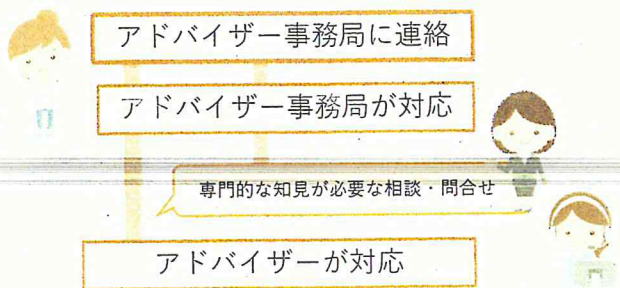 アドバイザー事務局に連絡
アドバイザー事務局が対応
専門的な知見が必要な相談・問合せ
アドバイザーが対応